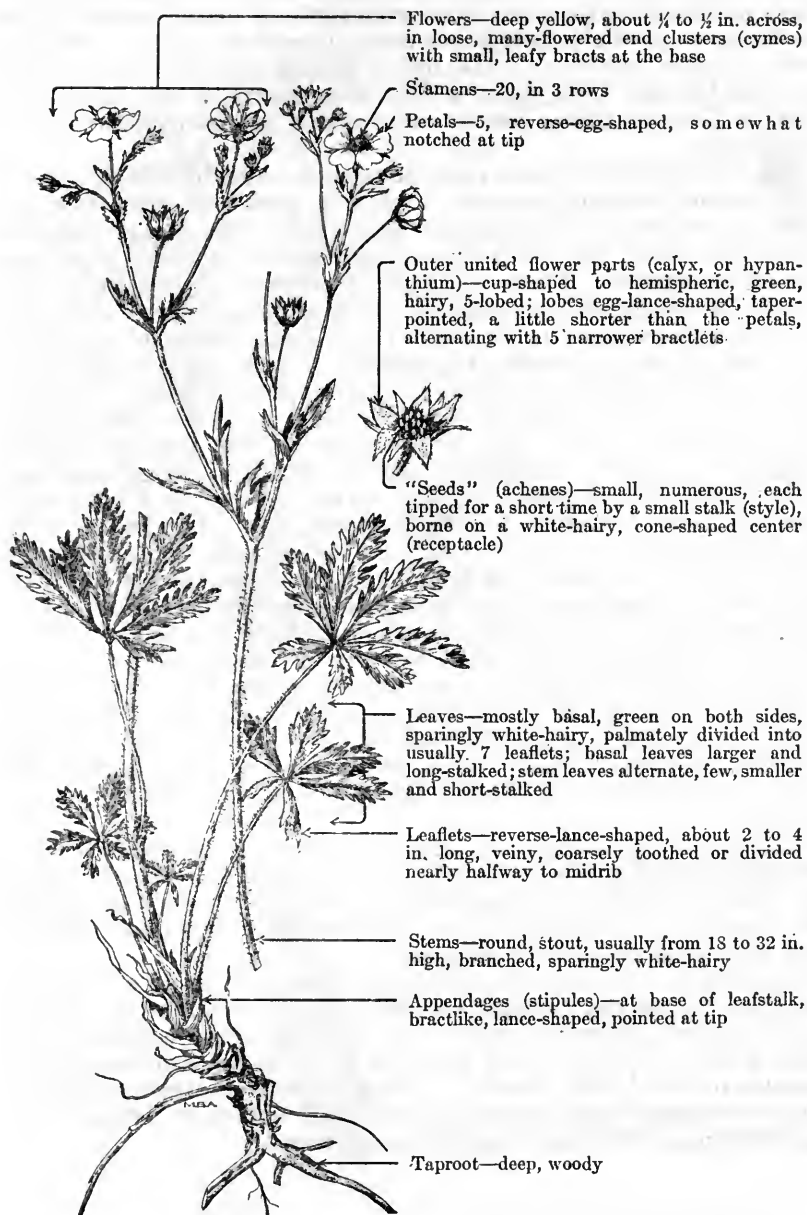 Flowers—deep yellow, about ¼ to ½ in. across,
in loose, many-flowered end clusters (cymes)
with small, leafy bracts at the base
Stamens—20, in 3 rows
Petals—5, reverse-egg-shaped, somewhat
notched at tip
Outer united flower parts (calyx, or hypan-
thium)—cup-shaped to hemispheric, green,
hairy, 5-lobed; lobes egg-lance-shaped, taper-
pointed, a little shorter than the petals,
alternating with 5 narrower bractlets
"Seeds" (achenes)—small, numerous, each
tipped for a short time by a small stalk (style),
borne on a white-hairy, cone-shaped center
(receptacle)
Leaves—mostly basal, green on both sides,
sparingly white-hairy, palmately divided into
usually 7 leaflets; basal leaves larger and
long-stalked; stem leaves alternate, few, smaller
and short-stalked
Leaflets—reverse-lance-shaped, about 2 to 4
in. long, veiny, coarsely toothed or divided
nearly halfway to midrib
Stems—round, stout, usually from 18 to 32 in.
high, branched, sparingly white-hairy
Appendages (stipules)—at base of leafstalk,
bractlike, lance-shaped, pointed at tip
M.B.A.
Taproot—deep, woody